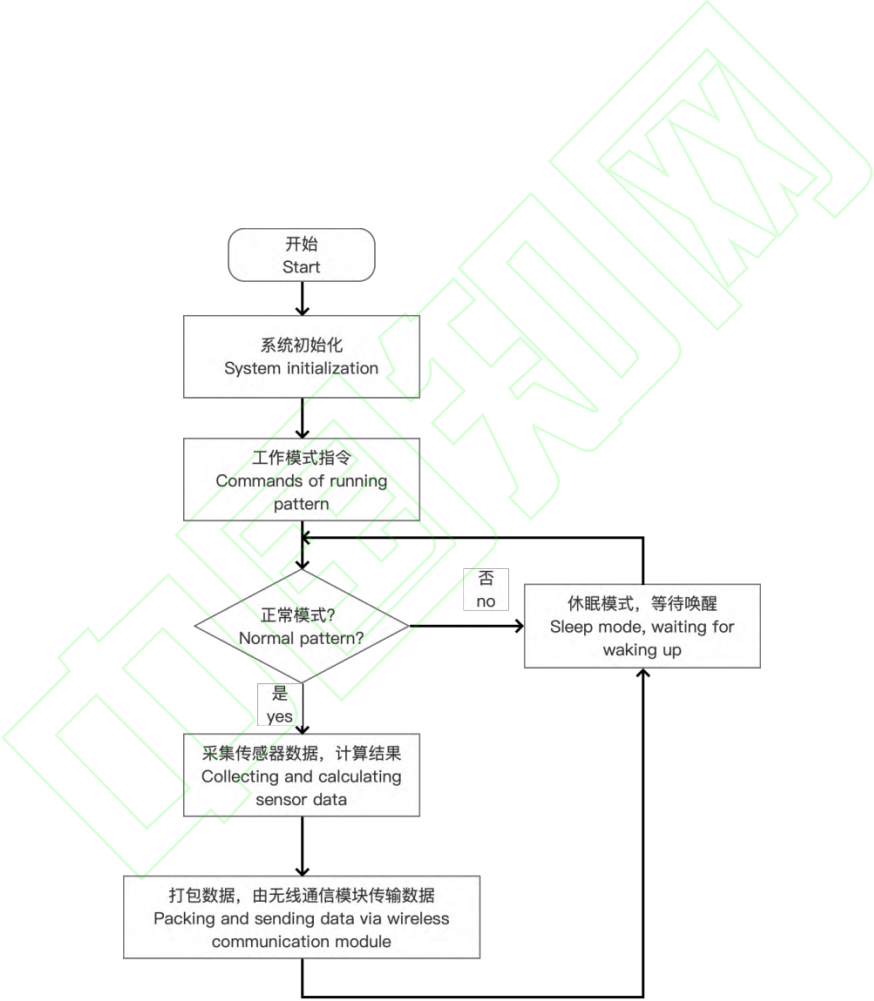 开始
Start
系统初始化
System initialization
工作模式指令
Commands of running
pattern
正常模式?
Normal pattern?
否
no
休眠模式，等待唤醒
Sleep mode, waiting for
waking up
是
yes
采集传感器数据，计算结果
Collecting and calculating
sensor data
打包数据，由无线通信模块传输数据
Packing and sending data via wireless
communication module
中国知网